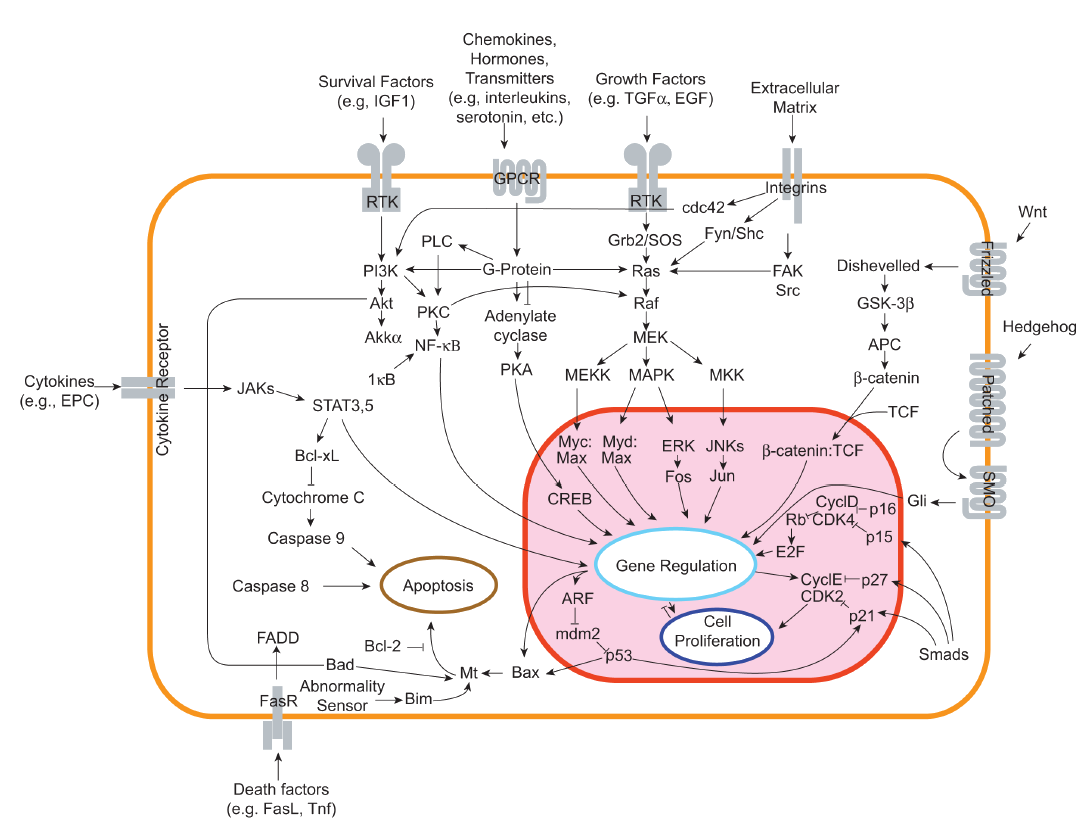 Chemokines,
Hormones,
Transmitters
(e.g, interleukins,
serotonin, etc.)
Survival Factors
(e.g, IGF1)
Growth Factors
(e.g. TGFα, EGF)
Extracellular
Matrix
GPCR
RTK
RTK
Integrins
cdc42
Wnt
PLC
Grb2/SOS
Fyn/Shc
Frizzled
PI3K
G-Protein
Ras
FAK
Src
Dishevelled
Akt
PKC
Raf
GSK-3β
Adenylate
cyclase
Akkα
NF-κB
MEK
APC
Hedgehog
1κB
PKA
MEKK
MAPK
MKK
β-catenin
Cytokines
(e.g., EPC)
Cytokine Receptor
JAKs
STAT3,5
TCF
Patched
Myc:
Max
Myd:
Max
ERK
JNKs
β-catenin:TCF
Bcl-xL
Fos
Jun
SMO
Cytochrome C
CREB
Gli
CyclD
CDK4
p16
Rb
p15
Caspase 9
E2F
Gene Regulation
Caspase 8
Apoptosis
CyclE
CDK2
p27
ARF
p21
Cell
Proliferation
FADD
Bcl-2
mdm2
p53
Smads
Bad
Mt
Bax
Abnormality
Sensor
Bim
FasR
Death factors
(e.g. FasL, Tnf)